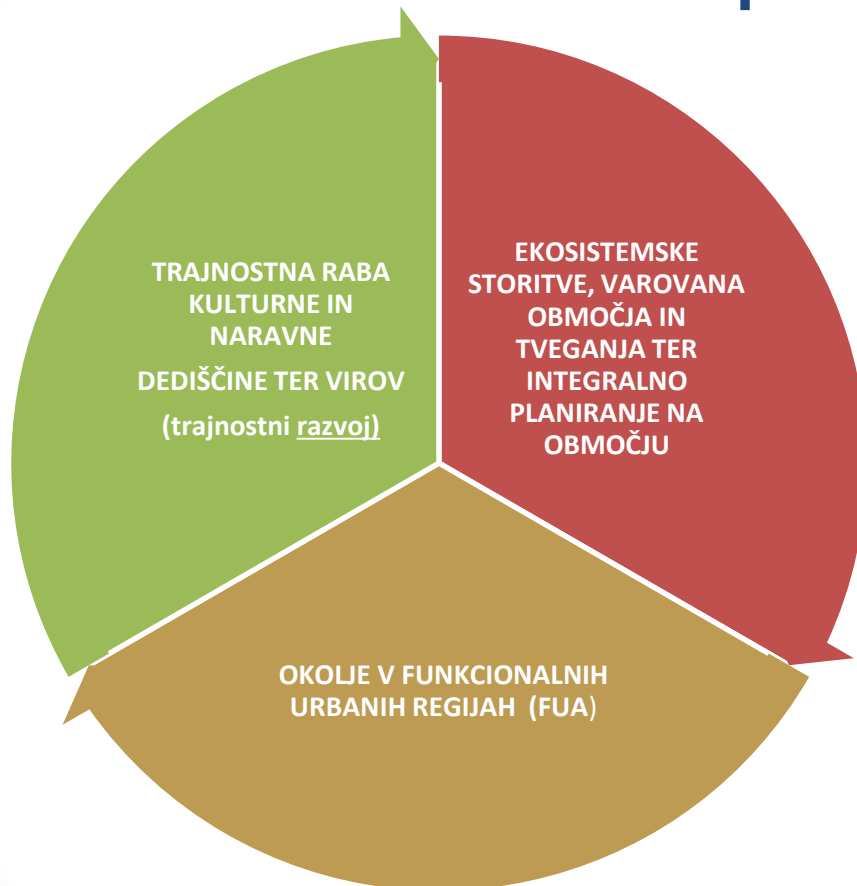 TRAJNOSTNA RABA
KULTURNE IN
NARAVNE
DEDIŠČINE TER VIROV
(trajnostni razvoj)
EKOSISTEMSKE
STORITVE, VAROVANA
OBMOČJA IN
TVEGANJA TER
INTEGRALNO
PLANIRANJE NA
OBMOČJU
OKOLJE V FUNKCIONALNIH
URBANIH REGIJAH  (FUA)